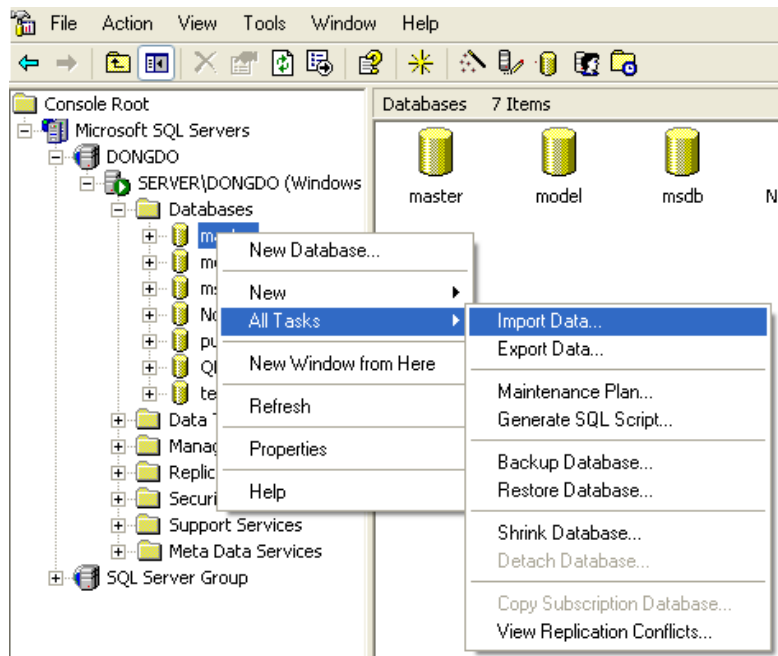 File Action View Tools Window Help
Console Root
Microsoft SQL Servers
DONGDO
SERVER\DONGDO (Windows
Databases
Data
Replic
Securi
Support Services
Meta Data Services
SQL Server Group
Databases 7 Items
master model msdb
New Database...
New
All Tasks
New Window from Here
Refresh
Properties
Help
Import Data...
Export Data...
Maintenance Plan...
Generate SQL Script...
Backup Database...
Restore Database...
Shrink Database...
Detach Database...
Copy Subscription Database...
View Replication Conflicts...